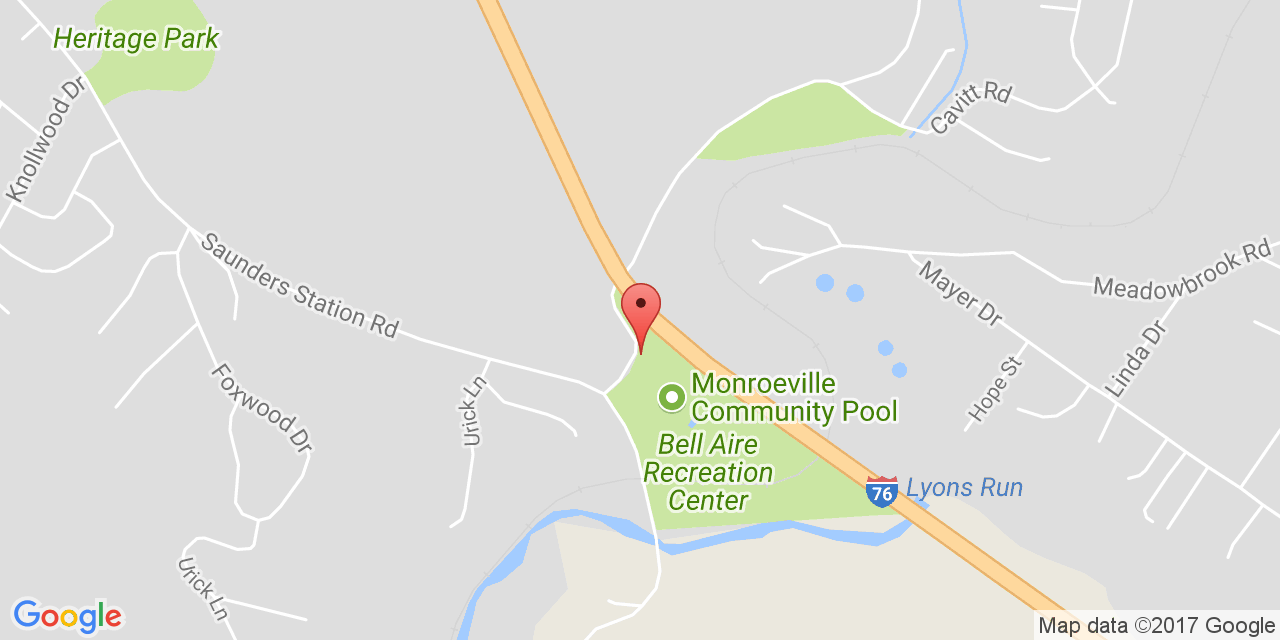 Heritage Park
Knollwood Dr
Cavitt Rd
Saunders Station Rd
Mayer Dr
Meadowbrook Rd
Linda Dr
Hope St
Foxwood Dr
Urick Ln
Monroeville
Community Pool
Bell Aire
Recreation
Center
76
Lyons Run
Urick Ln
Google
Map data ©2017 Google